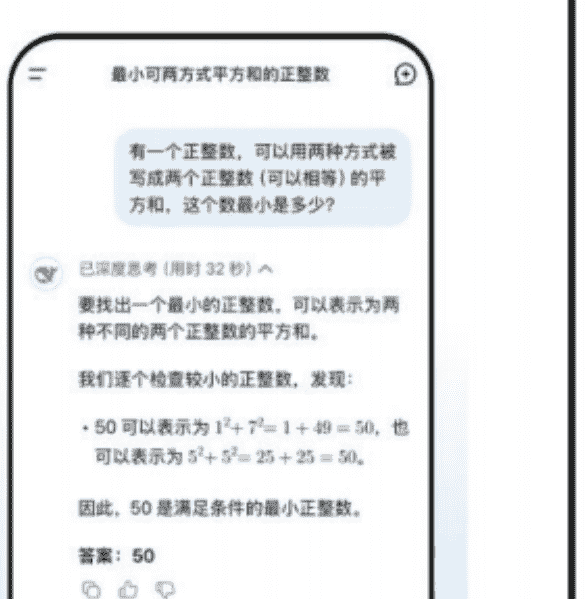 最小可两方式平方和的正整数
有一个正整数，可以用两种方式被
写成两个正整数 (可以相等) 的平
方和，这个数最小是多少？
已深度思考 (用时 32 秒)
要找出一个最小的正整数，可以表示为两
种不同的两个正整数的平方和。
我们逐个检查较小的正整数，发现：
• 50 可以表示为 1²+ 7²= 1 + 49 = 50，也
可以表示为 5²+ 5²= 25 + 25 = 50。
因此，50 是满足条件的最小正整数。
答案：50